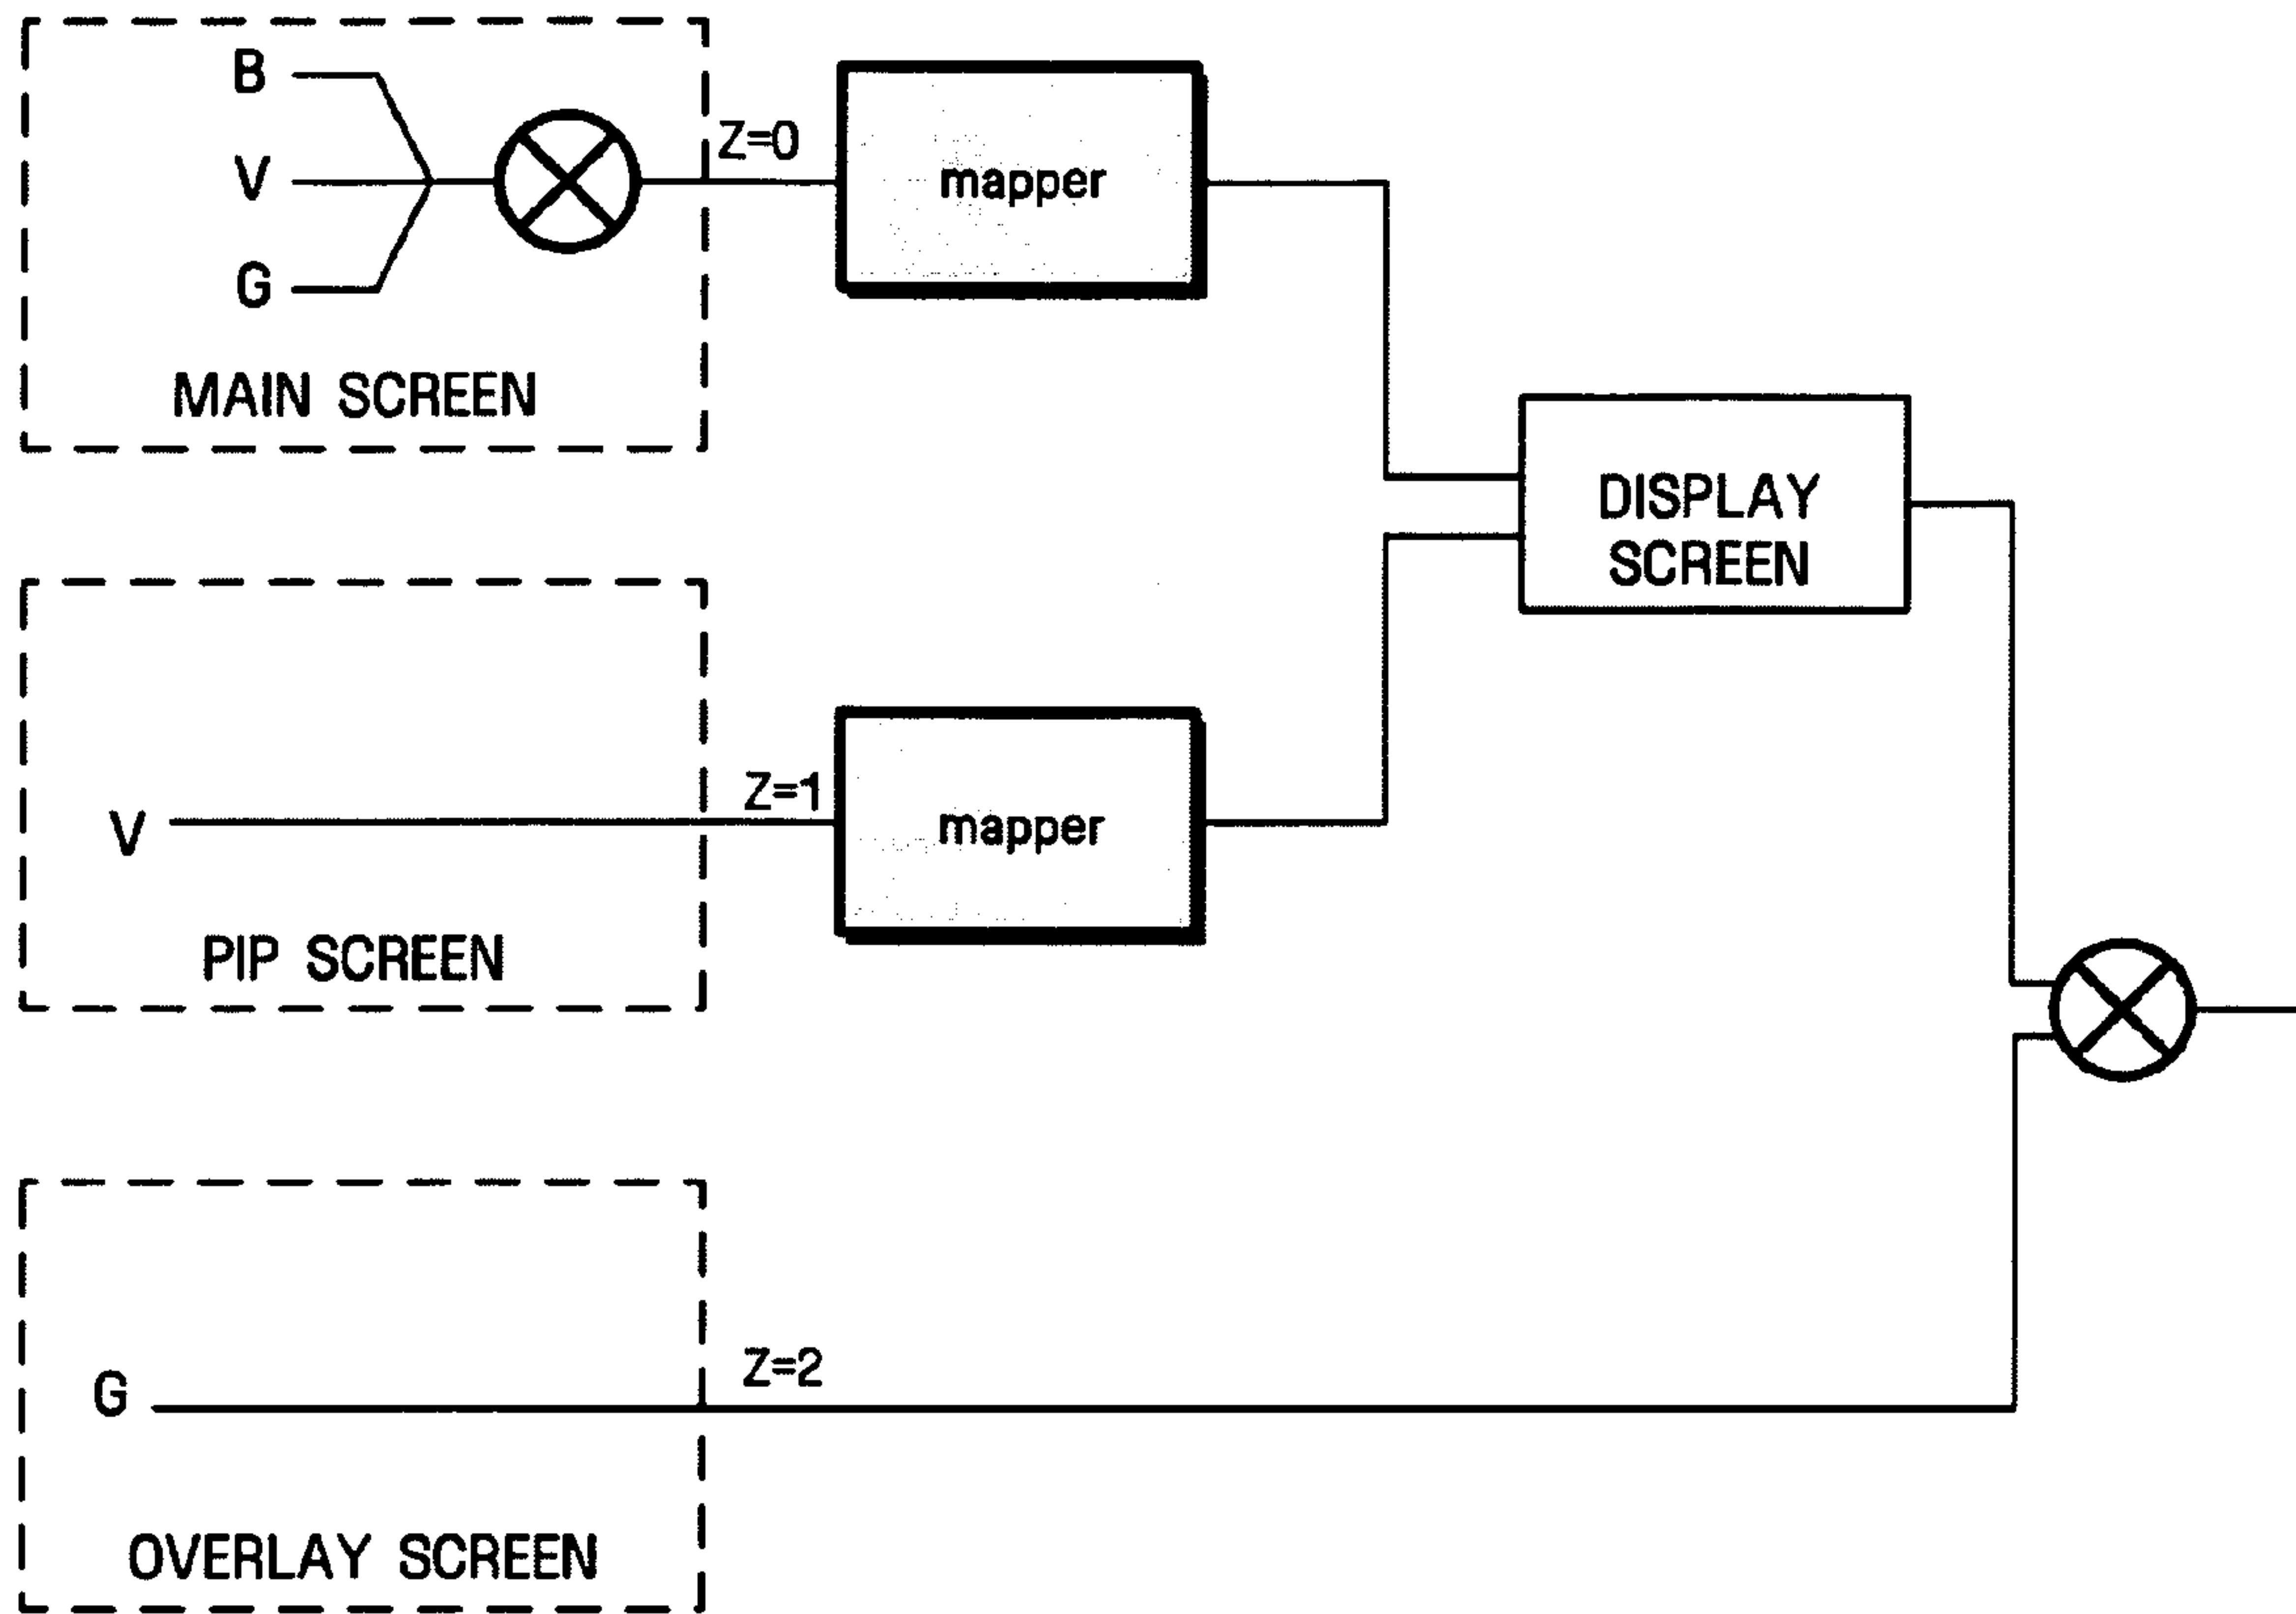 B
V
G
MAIN SCREEN
Z=0
mapper
DISPLAY
SCREEN
V
PIP SCREEN
Z=1
mapper
G
OVERLAY SCREEN
Z=2